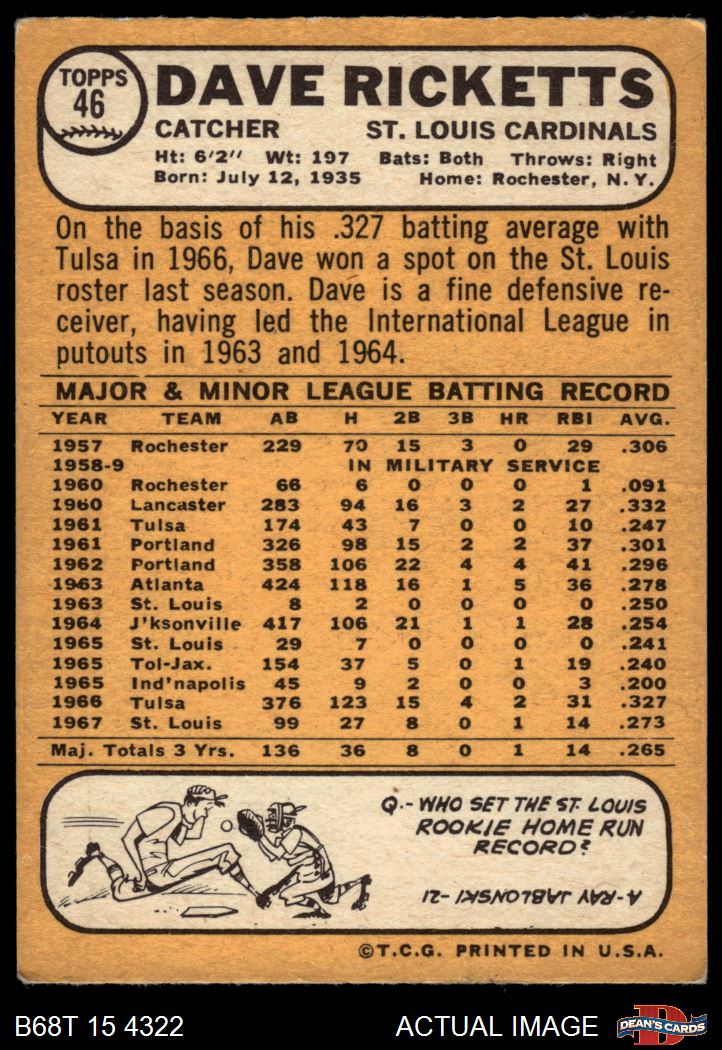 TOPPS
46
DAVE RICKETTS
CATCHER ST. LOUIS CARDINALS
Ht: 6'2" Wt: 197 Bats: Both Throws: Right
Born: July 12, 1935 Home: Rochester, N. Y.
On the basis of his .327 batting average with
Tulsa in 1966, Dave won a spot on the St. Louis
roster last season. Dave is a fine defensive re-
ceiver, having led the International League in
putouts in 1963 and 1964.
MAJOR & MINOR LEAGUE BATTING RECORD
YEAR TEAM AB H 2B 3B HR RBI AVG.
1957 Rochester 229 70 15 3 0 29 .306
1958-9 IN MILITARY SERVICE
1960 Rochester 66 6 0 0 0 1 .091
1960 Lancaster 283 94 16 3 2 27 .332
1961 Tulsa 174 43 7 0 0 10 .247
1961 Portland 326 98 15 2 2 37 .301
1962 Portland 358 106 22 4 4 41 .296
1963 Atlanta 424 118 16 1 5 36 .278
1963 St. Louis 8 2 0 0 0 0 .250
1964 J'ksonville 417 106 21 1 1 28 .254
1965 St. Louis 29 7 0 0 0 0 .241
1965 Tol-Jax. 154 37 5 0 1 19 .240
1965 Ind'napolis 45 9 2 0 0 3 .200
1966 Tulsa 376 123 15 4 2 31 .327
1967 St. Louis 99 27 8 0 1 14 .273
Maj. Totals 3 Yrs. 136 36 8 0 1 14 .265
Q.- WHO SET THE ST. LOUIS
ROOKIE HOME RUN
RECORD?
A-RAY JABLONSKI-21
©T.C.G. PRINTED IN U.S.A.
B68T 15 4322 ACTUAL IMAGE D DEAN'S CARDS